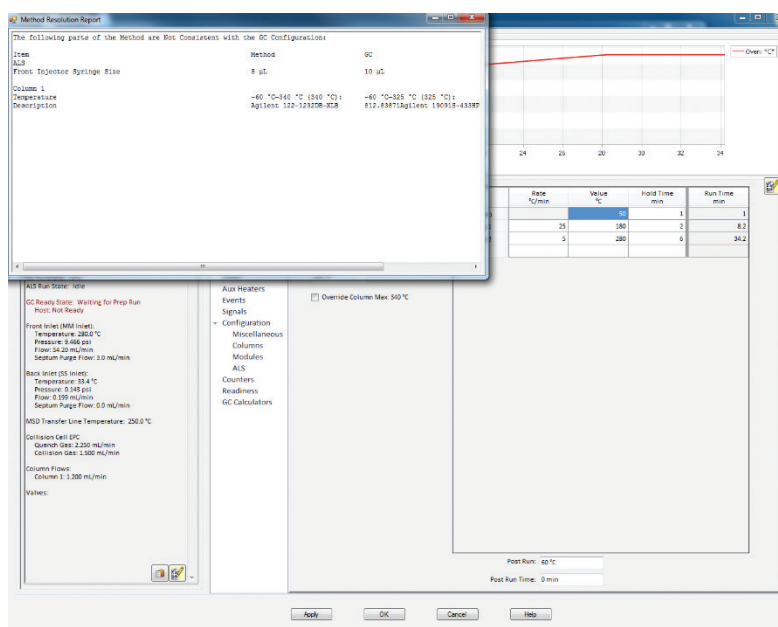 Method Resolution Report
The following parts of the Method are Not Consistent with the GC Configuration:
Item Method GC
ALS
Front Injector Syringe Size 8 µL 10 µL
Column 1
Temperature -60 °C-340 °C (340 °C): -60 °C-325 °C (325 °C):
Description Agilent 122-1232DB-XLB
Oven: °C*
24 26 28 30 32 34
Rate Value Hold Time Run Time
°C/min °C min min
50 1 1
25 180 2 8.2
5 280 6 34.2
ALS Run State: Idle
GC Ready State: Waiting for Prep Run
Host: Not Ready
Front Inlet (MM Inlet):
Temperature: 280.0 °C
Pressure: 9.466 psi
Flow: 54.20 mL/min
Septum Purge Flow: 3.0 mL/min
Back Inlet (SS Inlet):
Temperature: 33.4 °C
Pressure: 0.143 psi
Flow: 0.199 mL/min
Septum Purge Flow: 0.0 mL/min
MSD Transfer Line Temperature: 250.0 °C
Collision Cell EPC
Quench Gas: 2.250 mL/min
Collision Gas: 1.500 mL/min
Column Flows:
Column 1: 1.200 mL/min
Valves:
Aux Heaters
Events
Signals
Configuration
Miscellaneous
Columns
Modules
ALS
Counters
Readiness
GC Calculators
Override Column Max: 340 °C
Post Run: 60 °C
Post Run Time: 0 min
Apply OK Cancel Help